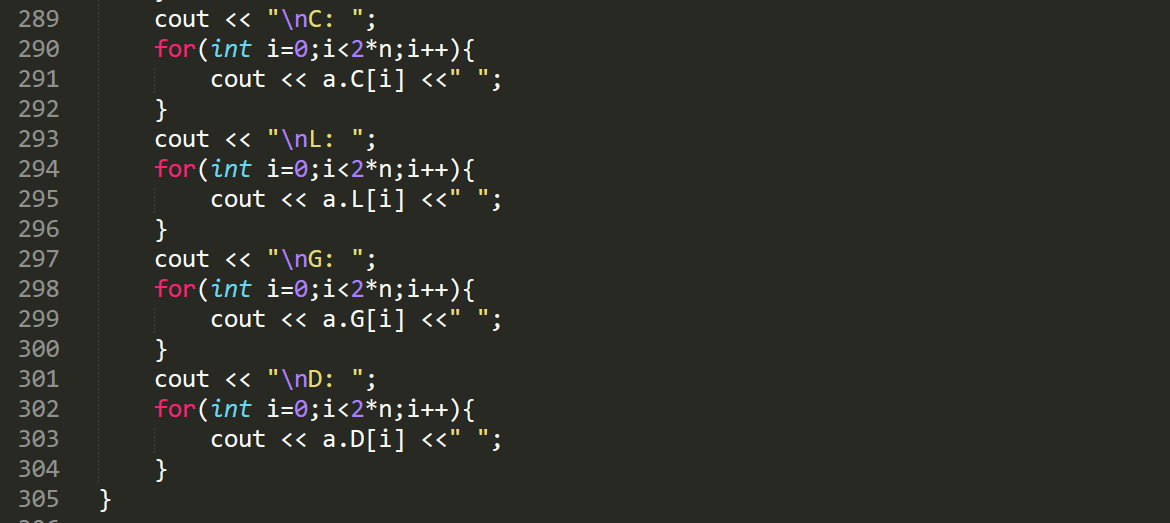 289 cout << "\nC: ";
290 for(int i=0;i<2*n;i++){
291 cout << a.C[i] <<" ";
292 }
293 cout << "\nL: ";
294 for(int i=0;i<2*n;i++){
295 cout << a.L[i] <<" ";
296 }
297 cout << "\nG: ";
298 for(int i=0;i<2*n;i++){
299 cout << a.G[i] <<" ";
300 }
301 cout << "\nD: ";
302 for(int i=0;i<2*n;i++){
303 cout << a.D[i] <<" ";
304 }
305 }